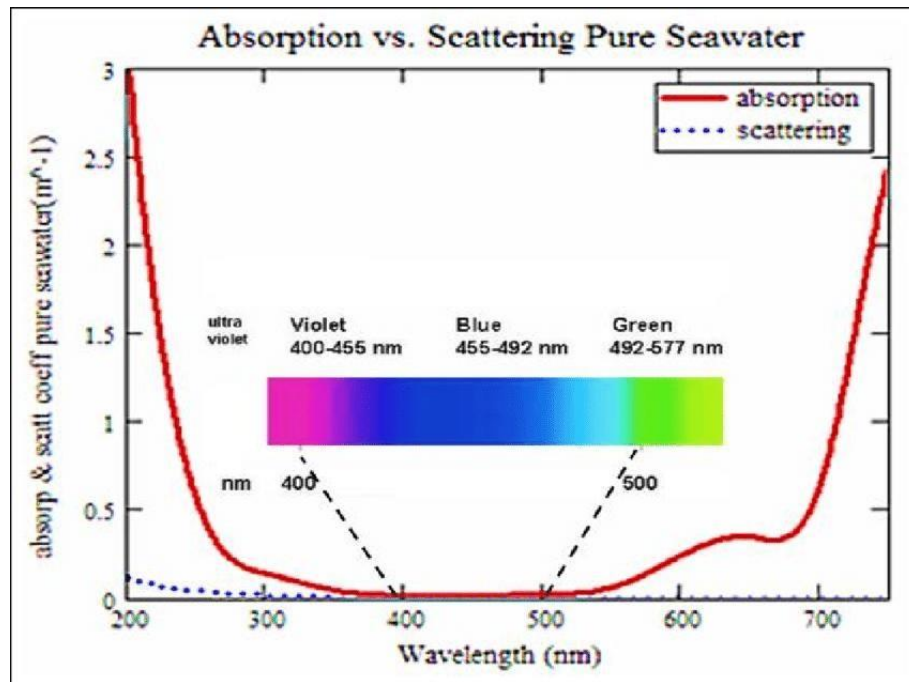 Absorption vs. Scattering Pure Seawater
absorption
scattering
absorp & scatt coeff pure seawater(m^-1)
3
2.5
2
1.5
1
0.5
0
ultra
violet
Violet
400-455 nm
Blue
455-492 nm
Green
492-577 nm
nm 400 500
200 300 400 500 600 700
Wavelength (nm)